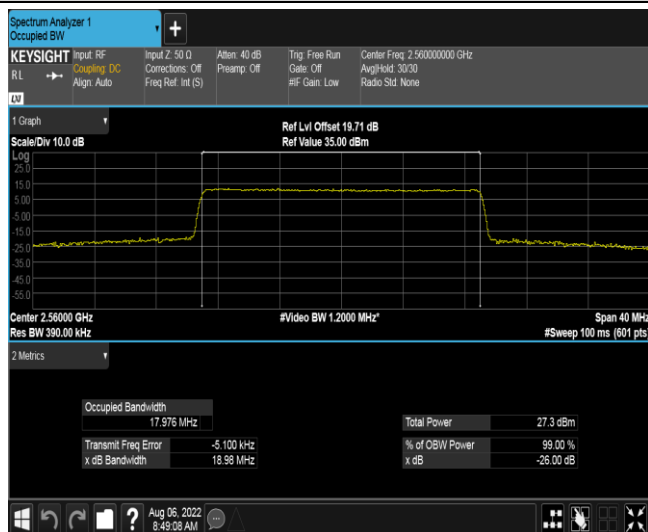 Spectrum Analyzer 1
Occupied BW
+
KEYSIGHT Input: RF Input Z: 50 Ω Atten: 40 dB Trig: Free Run Center Freq: 2.560000000 GHz
RL Coupling: DC Corrections: Off Preamp: Off Gate: Off Avg|Hold: 30/30
Align: Auto Freq Ref: Int (S) #IF Gain: Low Radio Std: None
LXI
1 Graph
Ref Lvl Offset 19.71 dB
Scale/Div 10.0 dB Ref Value 35.00 dBm
Log
25.0
15.0
5.00
-5.00
-15.0
-25.0
-35.0
-45.0
-55.0
Center 2.56000 GHz #Video BW 1.2000 MHz* Span 40 MHz
Res BW 390.00 kHz #Sweep 100 ms (601 pts)
2 Metrics
Occupied Bandwidth
17.976 MHz Total Power 27.3 dBm
Transmit Freq Error -5.100 kHz % of OBW Power 99.00 %
x dB Bandwidth 18.98 MHz x dB -26.00 dB
? Aug 06, 2022
8:49:08 AM